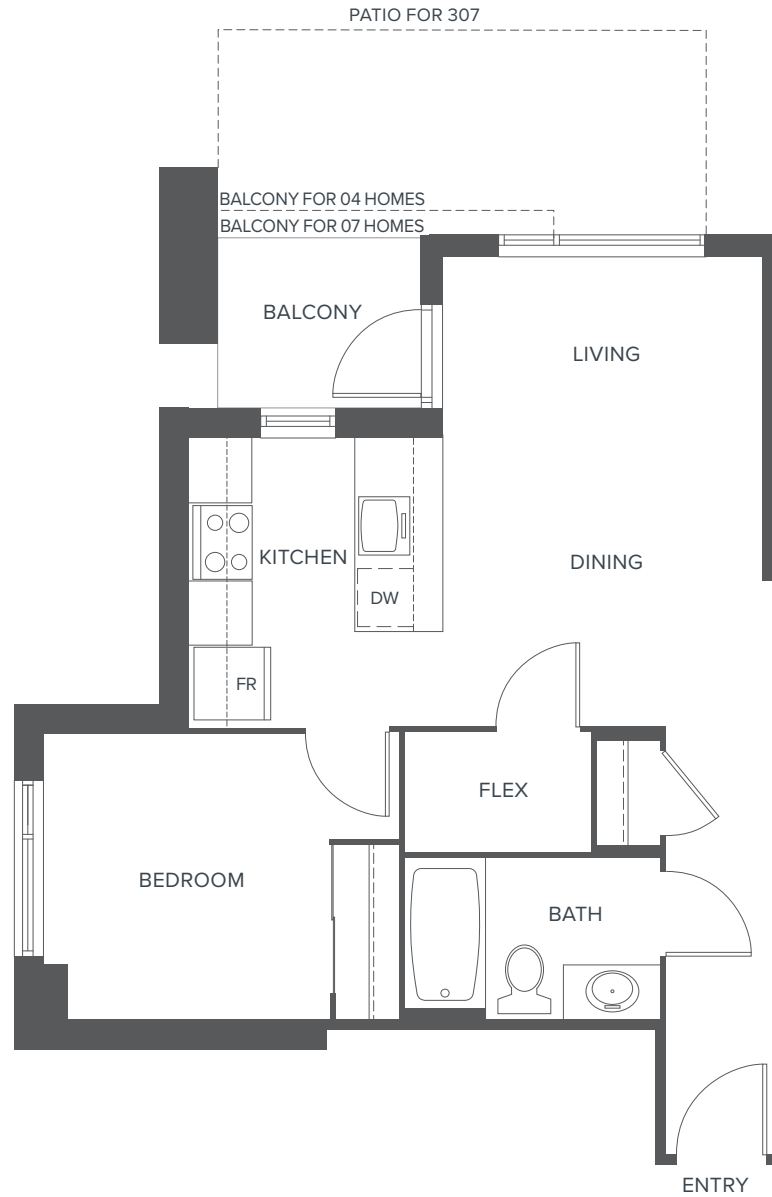 PATIO FOR 307
BALCONY FOR 04 HOMES
BALCONY FOR 07 HOMES
BALCONY
LIVING
KITCHEN
DINING
DW
FR
FLEX
BEDROOM
BATH
ENTRY